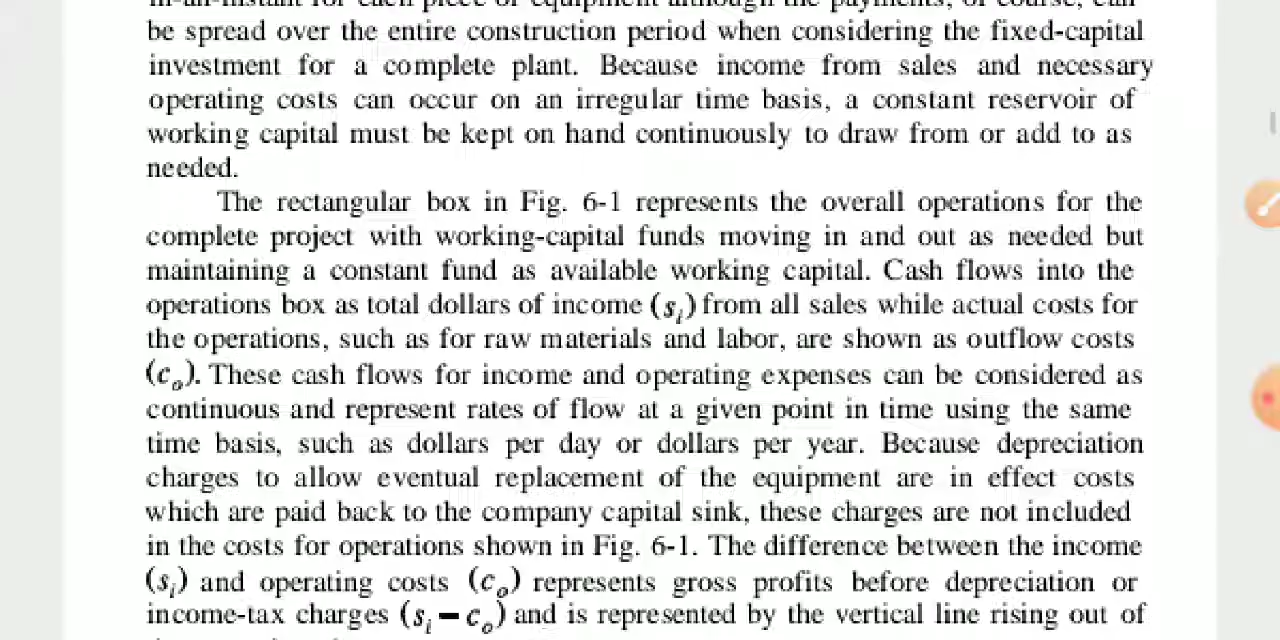 be spread over the entire construction period when considering the fixed-capital
investment for a complete plant. Because income from sales and necessary
operating costs can occur on an irregular time basis, a constant reservoir of
working capital must be kept on hand continuously to draw from or add to as
needed.
The rectangular box in Fig. 6-1 represents the overall operations for the
complete project with working-capital funds moving in and out as needed but
maintaining a constant fund as available working capital. Cash flows into the
operations box as total dollars of income (sᵢ) from all sales while actual costs for
the operations, such as for raw materials and labor, are shown as outflow costs
(cₒ). These cash flows for income and operating expenses can be considered as
continuous and represent rates of flow at a given point in time using the same
time basis, such as dollars per day or dollars per year. Because depreciation
charges to allow eventual replacement of the equipment are in effect costs
which are paid back to the company capital sink, these charges are not included
in the costs for operations shown in Fig. 6-1. The difference between the income
(sᵢ) and operating costs (cₒ) represents gross profits before depreciation or
income-tax charges (sᵢ − cₒ) and is represented by the vertical line rising out of